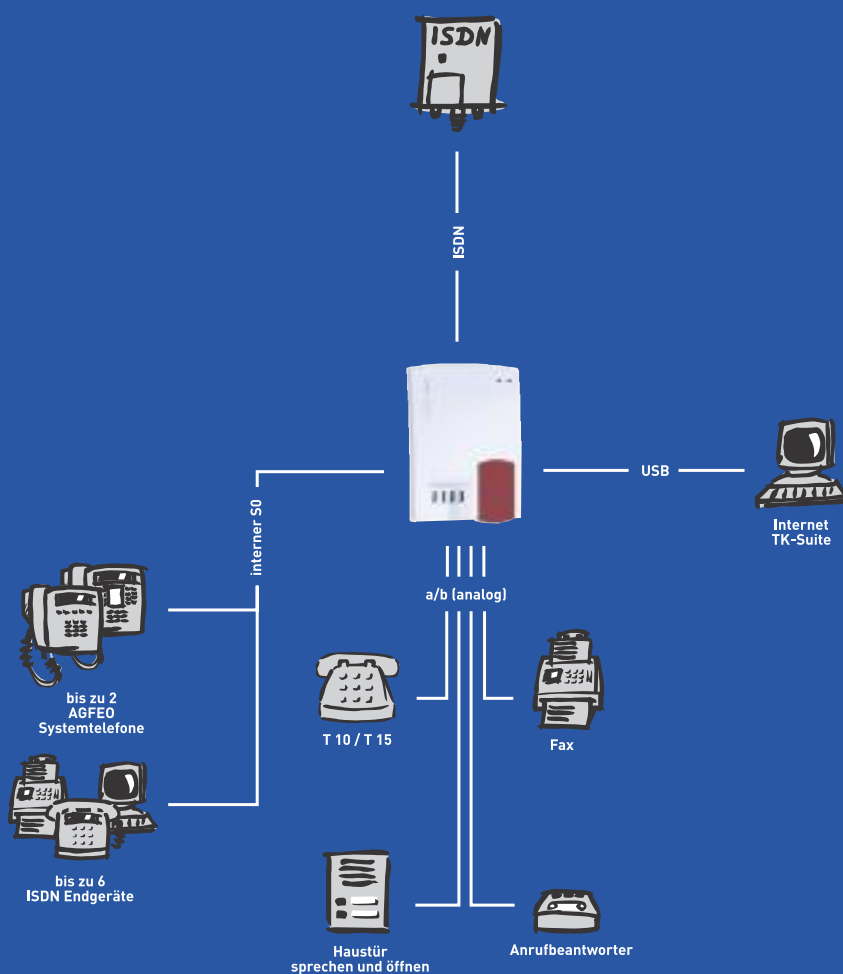 ISDN
ISDN
USB
Internet
TK-Suite
interner S0
a/b (analog)
bis zu 2
AGFEO
Systemtelefone
T 10 / T 15
Fax
bis zu 6
ISDN Endgeräte
Haustür
sprechen und öffnen
Anrufbeantworter